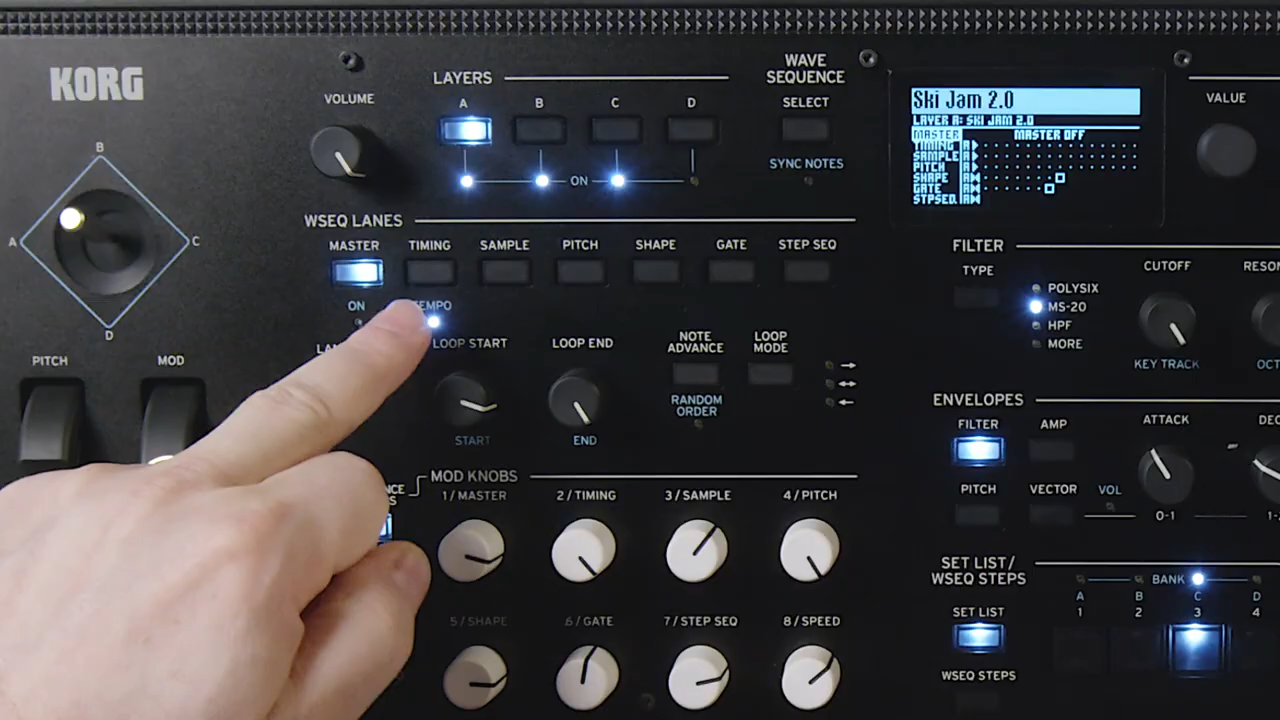 KORG
B
A
C
D
PITCH
MOD
VOLUME
LAYERS
A B C D
ON
WAVE
SEQUENCE
SELECT
SYNC NOTES
Ski Jam 2.0
LAYER A: SKI JAM 2.0
MASTER MASTER OFF
TIMING A
SAMPLE A
PITCH A
SHAPE A
GATE A
STPSEQ A
VALUE
WSEQ LANES
MASTER TIMING SAMPLE PITCH SHAPE GATE STEP SEQ
ON
LOOP START
LOOP END
NOTE
ADVANCE
LOOP
MODE
RANDOM
ORDER
START
END
MOD KNOBS
1 / MASTER 2 / TIMING 3 / SAMPLE 4 / PITCH
5 / SHAPE 6 / GATE 7 / STEP SEQ 8 / SPEED
FILTER
TYPE
POLYSIX
MS-20
HPF
MORE
CUTOFF
KEY TRACK
ENVELOPES
FILTER AMP
PITCH VECTOR
VOL
ATTACK
0-1
SET LIST/
WSEQ STEPS
BANK
A B C D
1 2 3 4
SET LIST
WSEQ STEPS